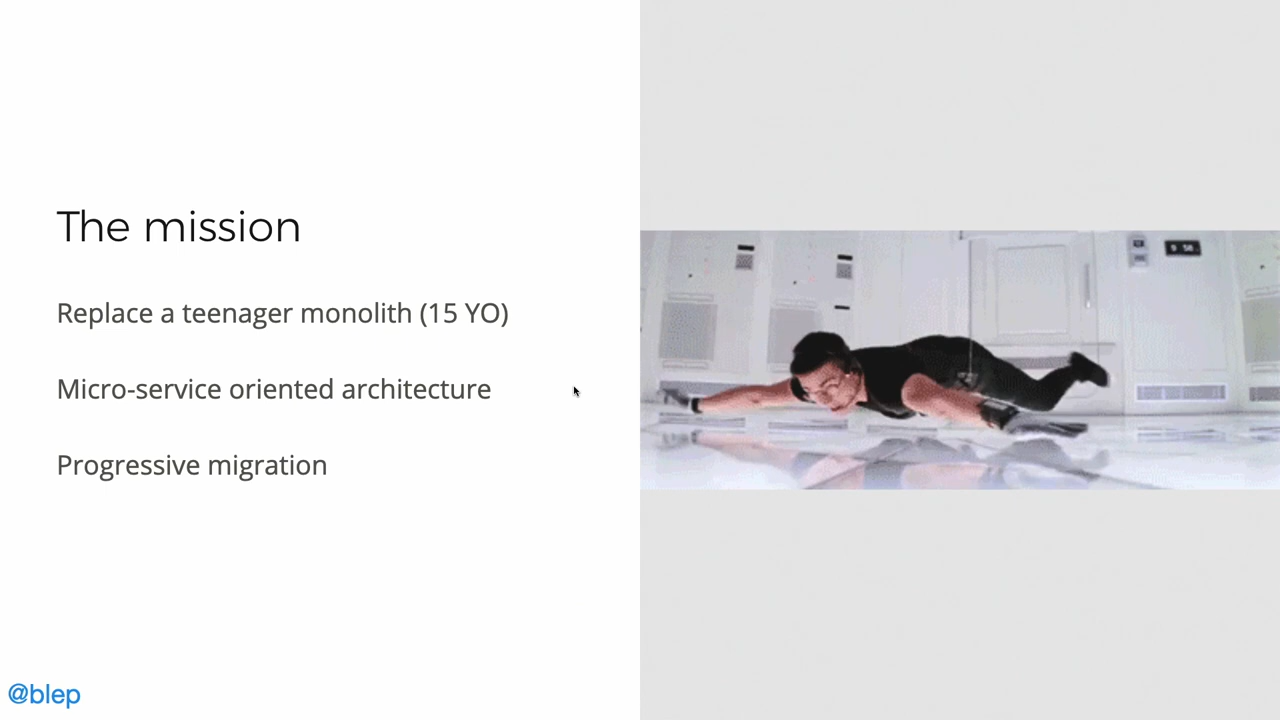 The mission
Replace a teenager monolith (15 YO)
Micro-service oriented architecture
Progressive migration
@blep